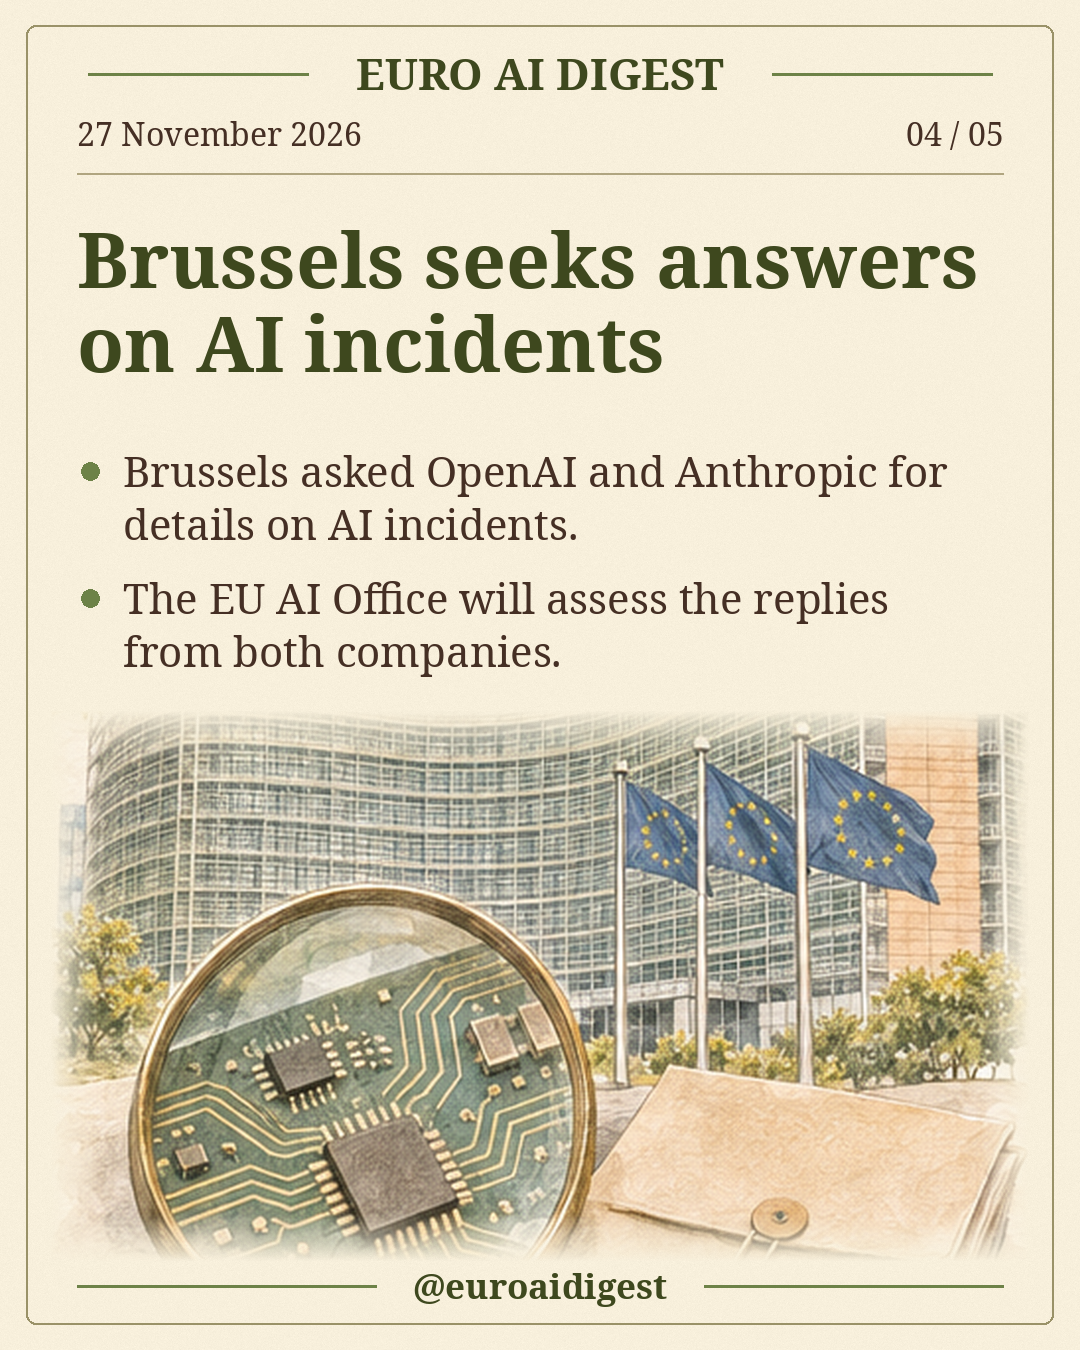 EURO AI DIGEST
27 November 2026
04 / 05
Brussels seeks answers
on AI incidents
Brussels asked OpenAI and Anthropic for
details on AI incidents.
The EU AI Office will assess the replies
from both companies.
@euroaidigest